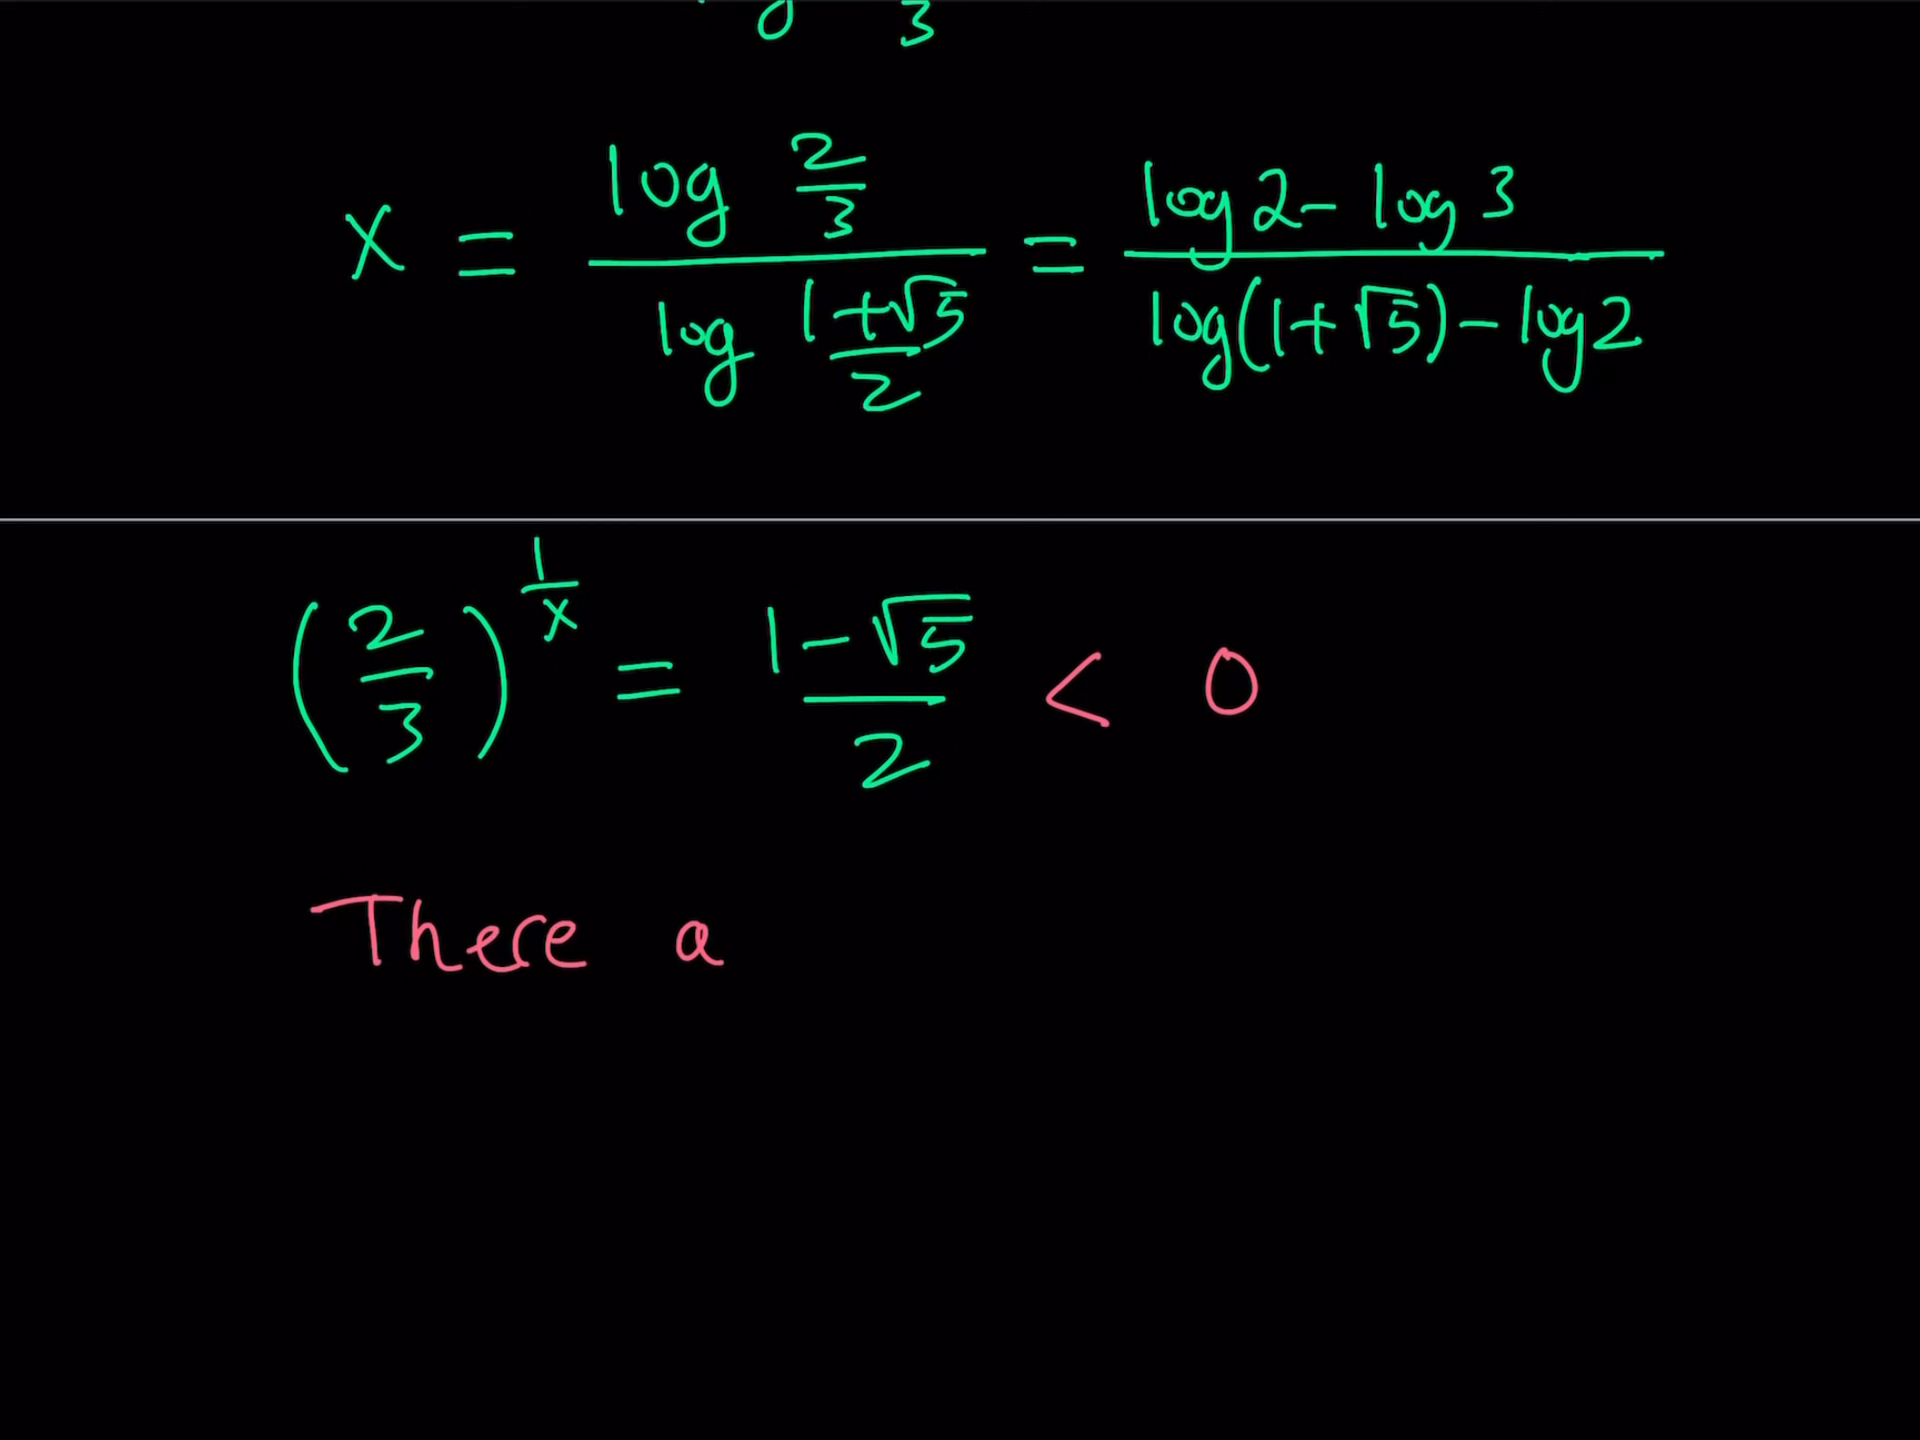 3
x = log 2/3 / log (1+√5)/2 = (log 2 - log 3) / (log(1+√5) - log 2)
(2/3)^(1/x) = (1-√5)/2 < 0
There a